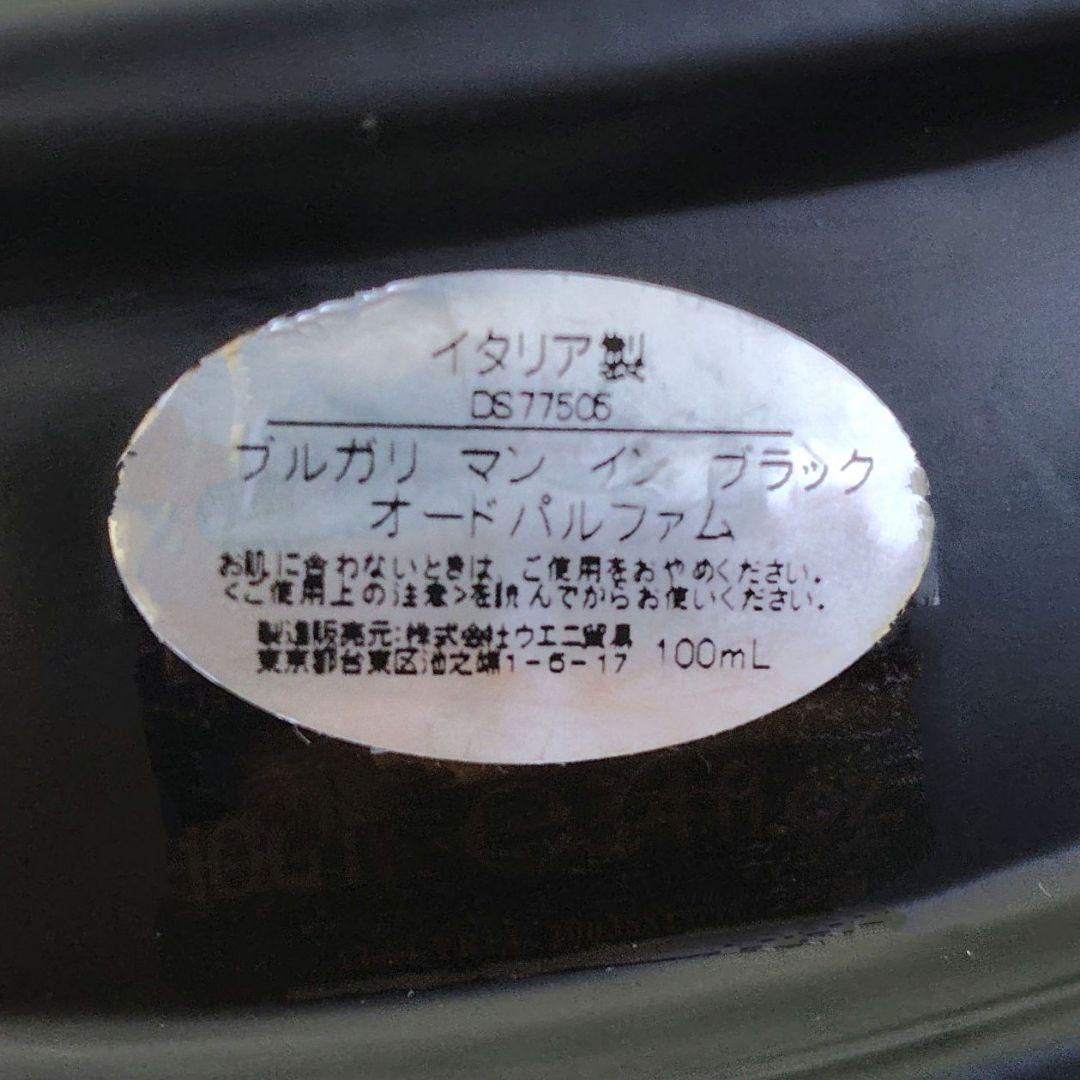 イタリア製
DS77505
ブルガリ マン イン ブラック
オードパルファム
お肌に合わないときは、ご使用をおやめください。
<ご使用上の注意>を読んでからお使いください。
製造販売元:株式会社ウエニ貿易
東京都台東区池之端1-6-17 100mL